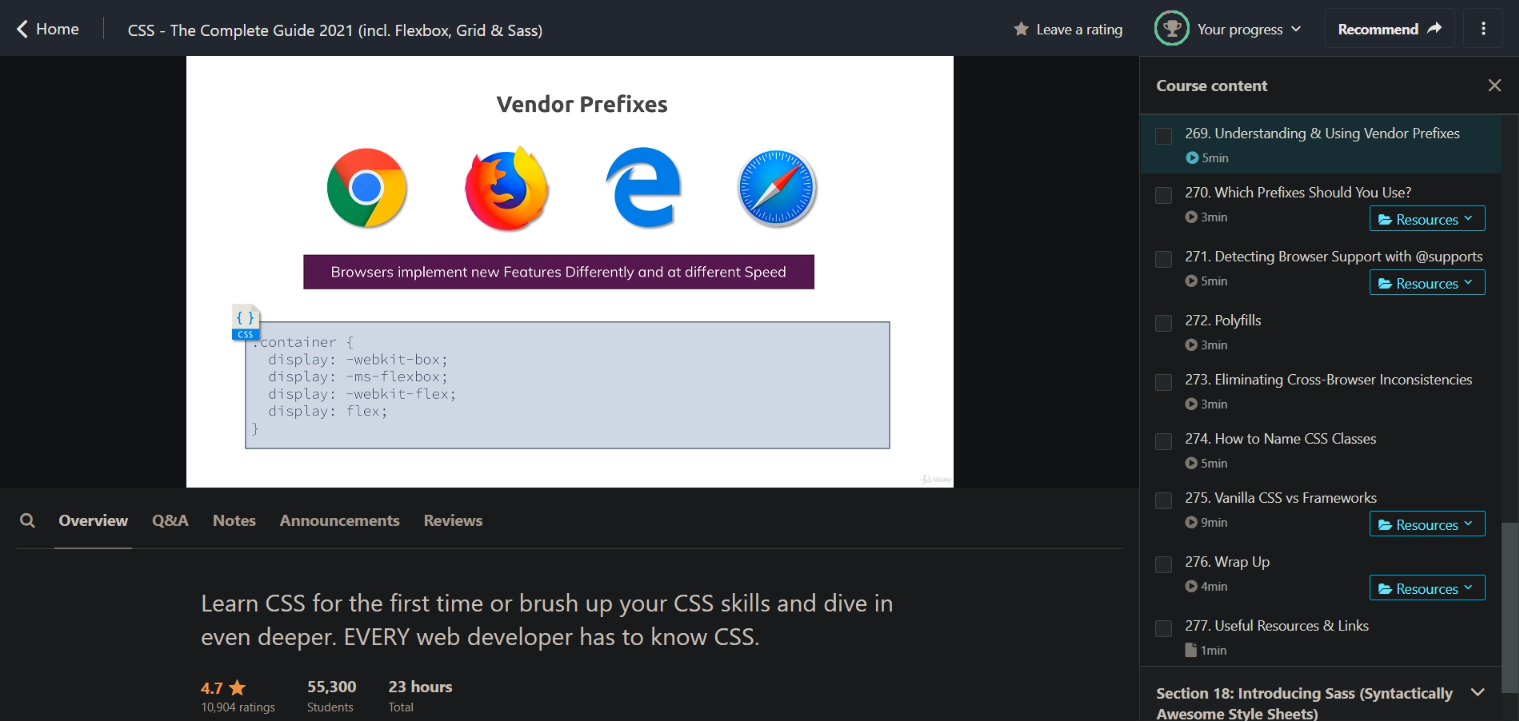 Home
CSS - The Complete Guide 2021 (incl. Flexbox, Grid & Sass)
Leave a rating
Your progress
Recommend
Vendor Prefixes
Browsers implement new Features Differently and at different Speed
{ }
CSS
.container {
display: -webkit-box;
display: -ms-flexbox;
display: -webkit-flex;
display: flex;
}
Course content
269. Understanding & Using Vendor Prefixes
5min
270. Which Prefixes Should You Use?
3min
Resources
271. Detecting Browser Support with @supports
5min
Resources
272. Polyfills
3min
273. Eliminating Cross-Browser Inconsistencies
3min
274. How to Name CSS Classes
5min
275. Vanilla CSS vs Frameworks
9min
Resources
276. Wrap Up
4min
Resources
277. Useful Resources & Links
1min
Section 18: Introducing Sass (Syntactically
Awesome Style Sheets)
Overview
Q&A
Notes
Announcements
Reviews
Learn CSS for the first time or brush up your CSS skills and dive in
even deeper. EVERY web developer has to know CSS.
4.7
10,904 ratings
55,300
Students
23 hours
Total